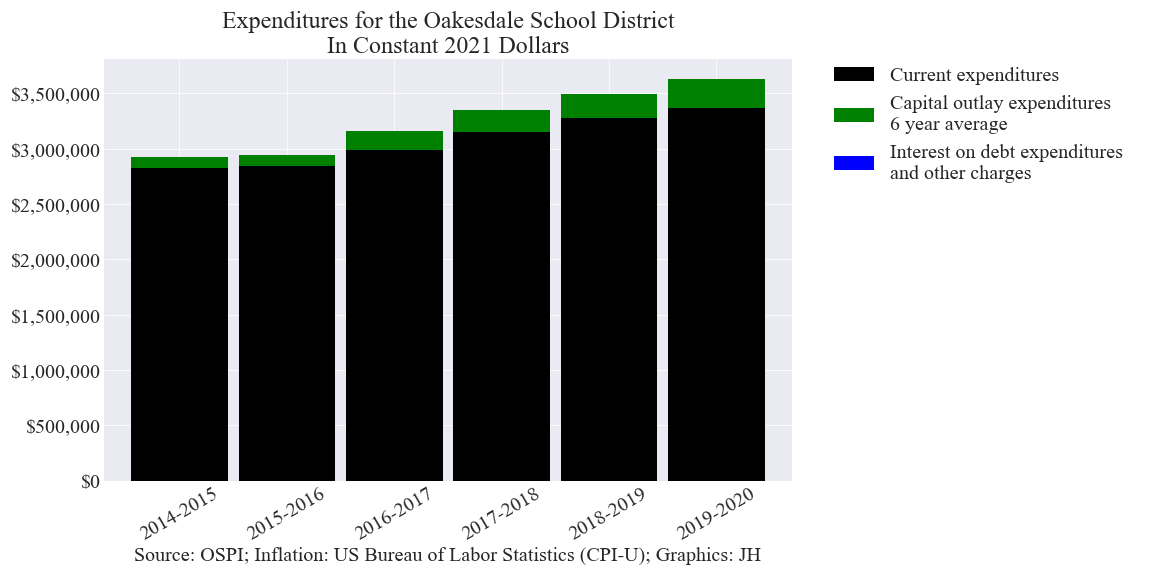 Expenditures for the Oakesdale School District
In Constant 2021 Dollars
$3,500,000
$3,000,000
$2,500,000
$2,000,000
$1,500,000
$1,000,000
$500,000
$0
2014-2015
2015-2016
2016-2017
2017-2018
2018-2019
2019-2020
Source: OSPI; Inflation: US Bureau of Labor Statistics (CPI-U); Graphics: JH
Current expenditures
Capital outlay expenditures
6 year average
Interest on debt expenditures
and other charges